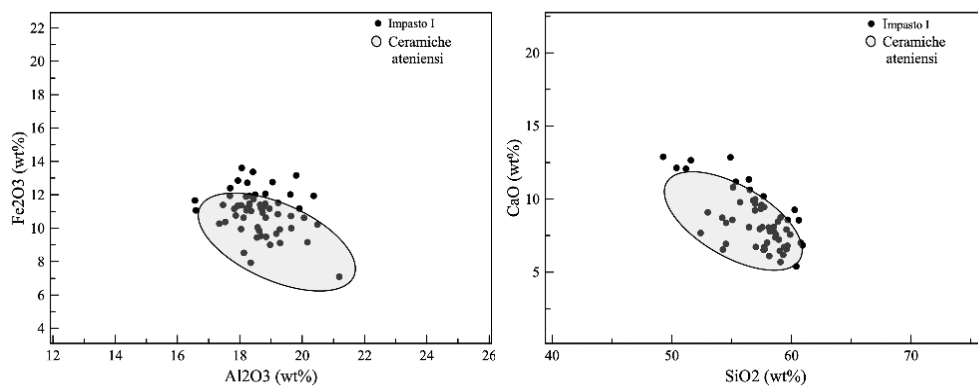 Impasto I
Ceramiche
ateniensi
Fe2O3 (wt%)
22
20
18
16
14
12
10
8
6
4
12 14 16 18 20 22 24 26
Al2O3 (wt%)
Impasto I
Ceramiche
ateniensi
CaO (wt%)
20
15
10
5
40 50 60 70
SiO2 (wt%)